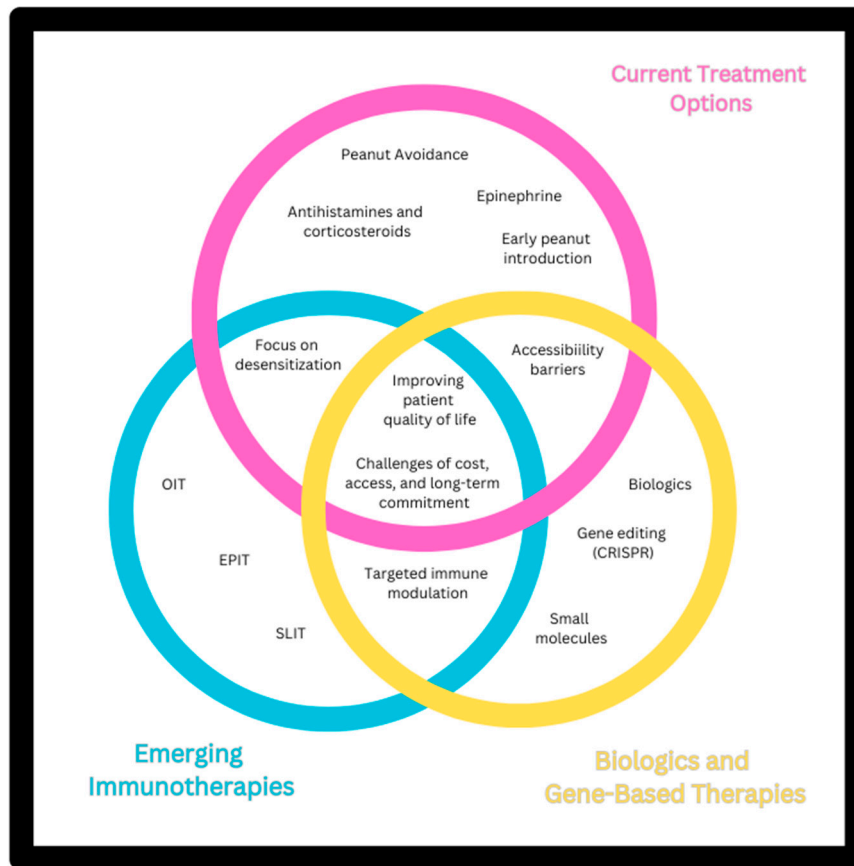 Current Treatment
Options
Peanut Avoidance
Epinephrine
Antihistamines and
corticosteroids
Early peanut
introduction
Focus on
desensitization
Accessibiility
barriers
Improving
patient
quality of life
Challenges of cost,
access, and long-term
commitment
OIT
Biologics
Gene editing
(CRISPR)
EPIT
Targeted immune
modulation
Small
molecules
SLIT
Emerging
Immunotherapies
Biologics and
Gene-Based Therapies